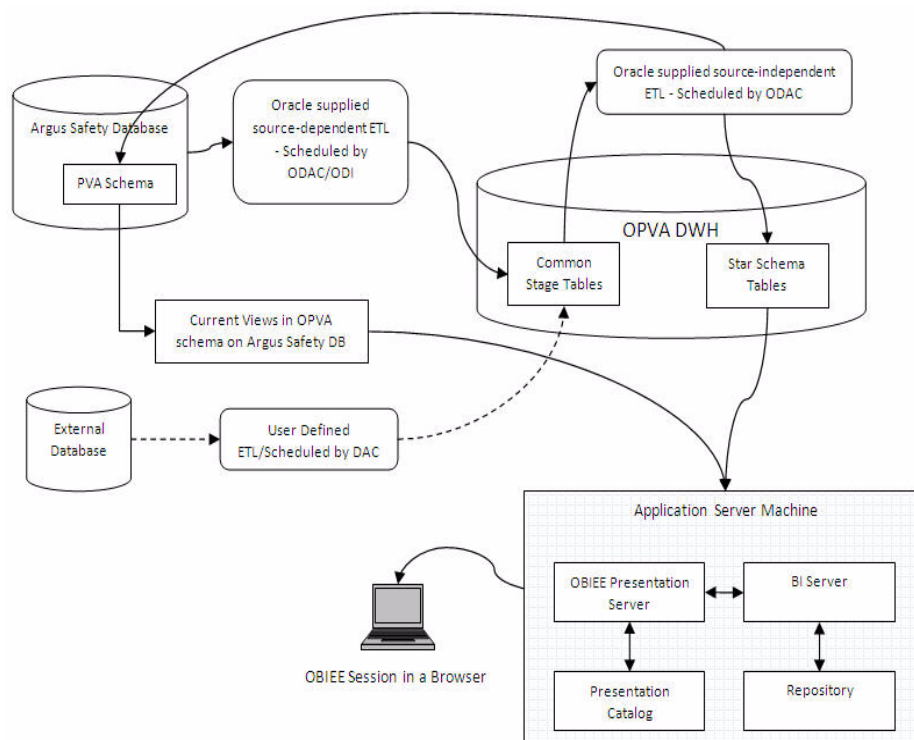 Oracle supplied source-independent
ETL - Scheduled by ODAC
Argus Safety Database
PVA Schema
Oracle supplied
source-dependent ETL
- Scheduled by
ODAC/ODI
OPVA DWH
Common
Stage Tables
Star Schema
Tables
Current Views in OPVA
schema on Argus Safety DB
External
Database
User Defined
ETL/Scheduled by DAC
Application Server Machine
OBIEE Presentation
Server
BI Server
Presentation
Catalog
Repository
OBIEE Session in a Browser